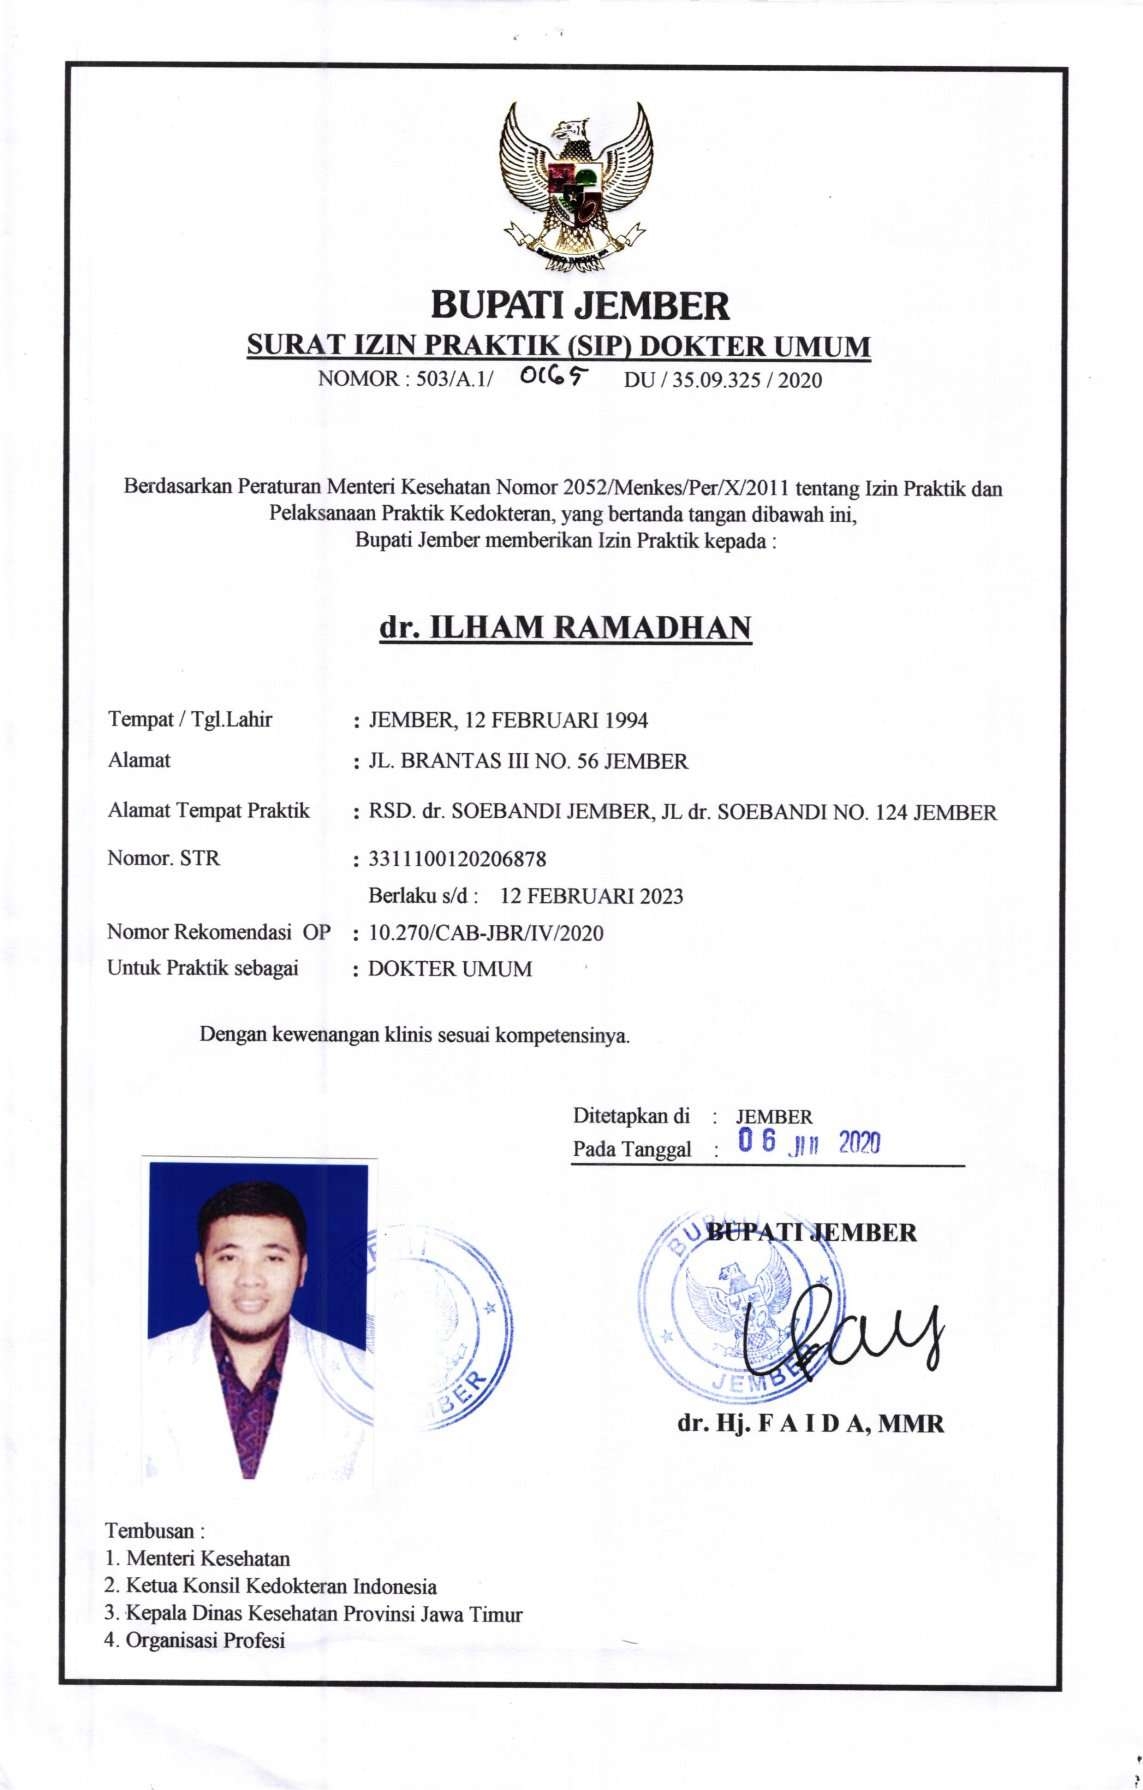 BUPATI JEMBER
SURAT IZIN PRAKTIK (SIP) DOKTER UMUM
NOMOR : 503/A.1/ 0165 DU / 35.09.325 / 2020
Berdasarkan Peraturan Menteri Kesehatan Nomor 2052/Menkes/Per/X/2011 tentang Izin Praktik dan
Pelaksanaan Praktik Kedokteran, yang bertanda tangan dibawah ini,
Bupati Jember memberikan Izin Praktik kepada :
dr. ILHAM RAMADHAN
Tempat / Tgl.Lahir : JEMBER, 12 FEBRUARI 1994
Alamat : JL. BRANTAS III NO. 56 JEMBER
Alamat Tempat Praktik : RSD. dr. SOEBANDI JEMBER, JL dr. SOEBANDI NO. 124 JEMBER
Nomor. STR : 3311100120206878
Berlaku s/d : 12 FEBRUARI 2023
Nomor Rekomendasi OP : 10.270/CAB-JBR/IV/2020
Untuk Praktik sebagai : DOKTER UMUM
Dengan kewenangan klinis sesuai kompetensinya.
Ditetapkan di : JEMBER
Pada Tanggal : 06 2020
BUPATI JEMBER
BUPATI
JEMBER
BUPATI
JEMBER
dr. Hj. F A I D A, MMR
Tembusan :
1. Menteri Kesehatan
2. Ketua Konsil Kedokteran Indonesia
3. Kepala Dinas Kesehatan Provinsi Jawa Timur
4. Organisasi Profesi